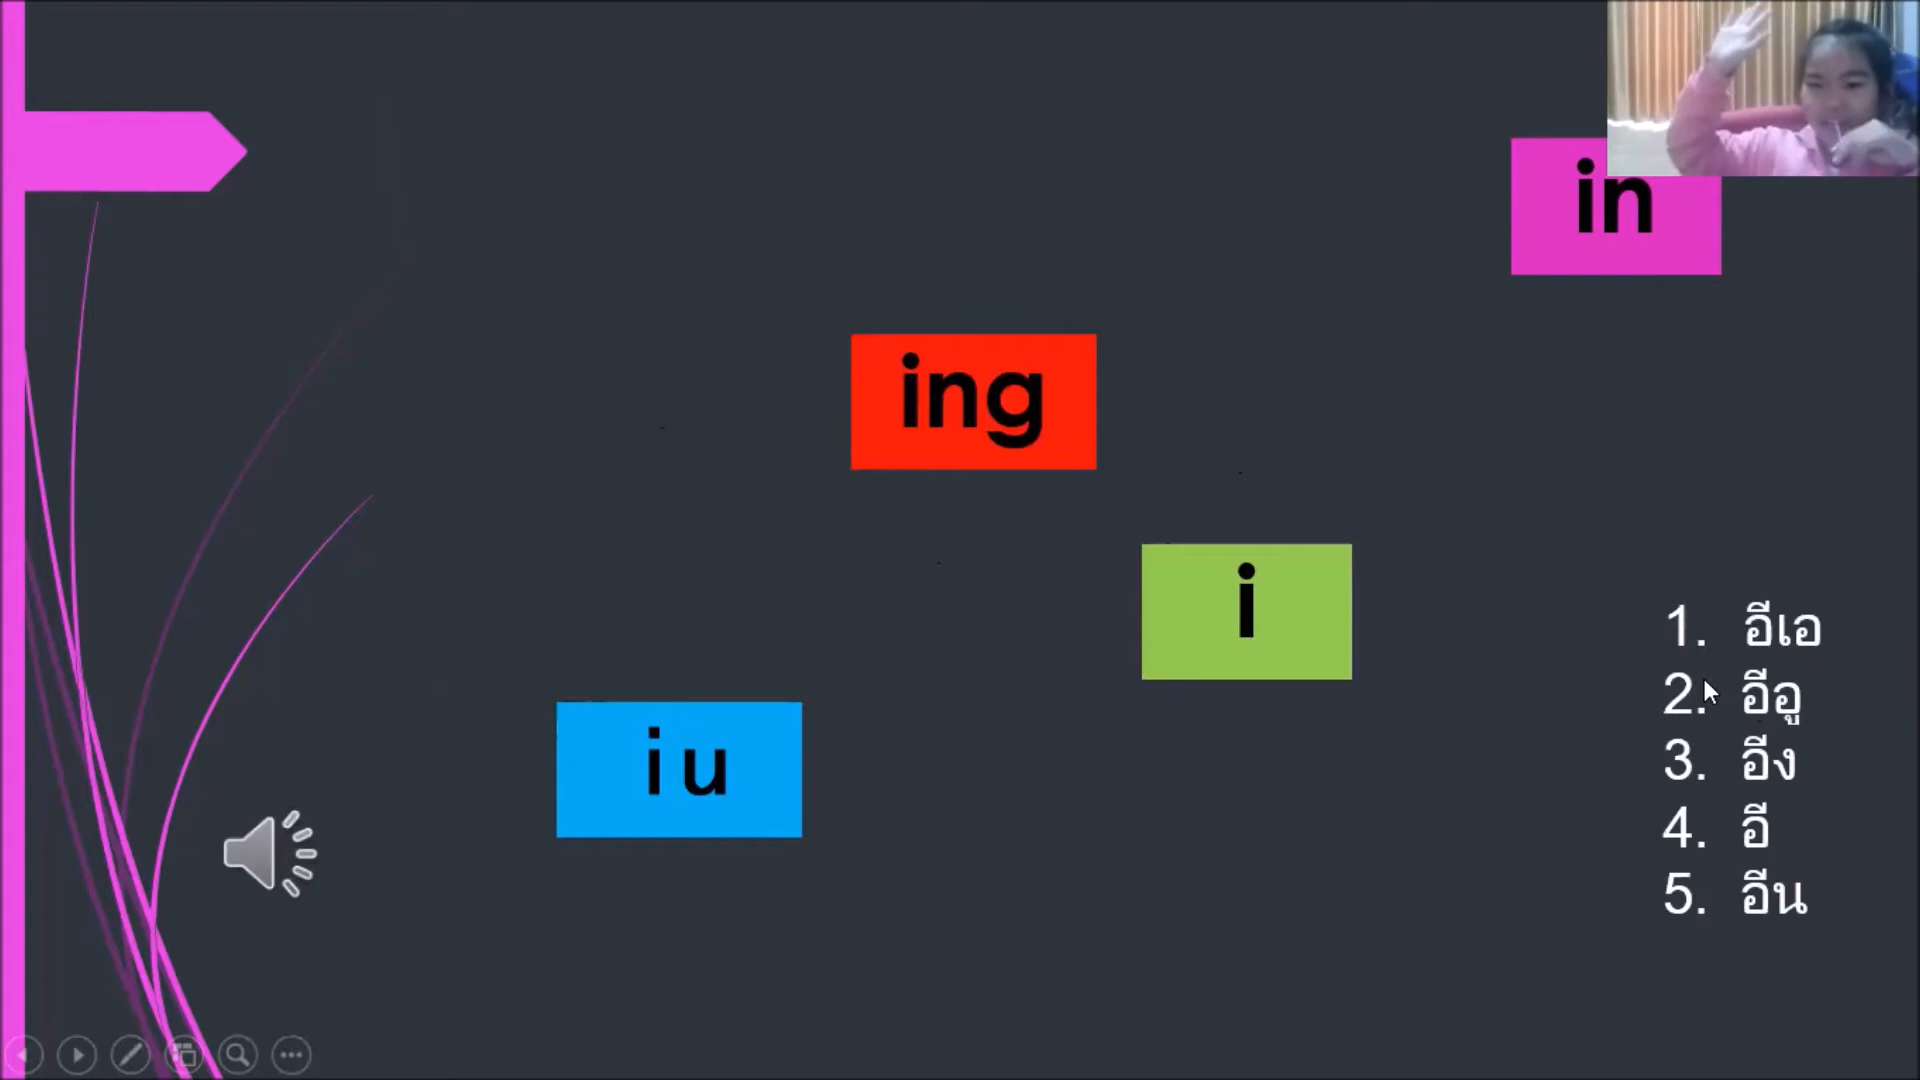 in
ing
i
i u
1. อีเอ
2. อีอู
3. อีง
4. อี
5. อีน